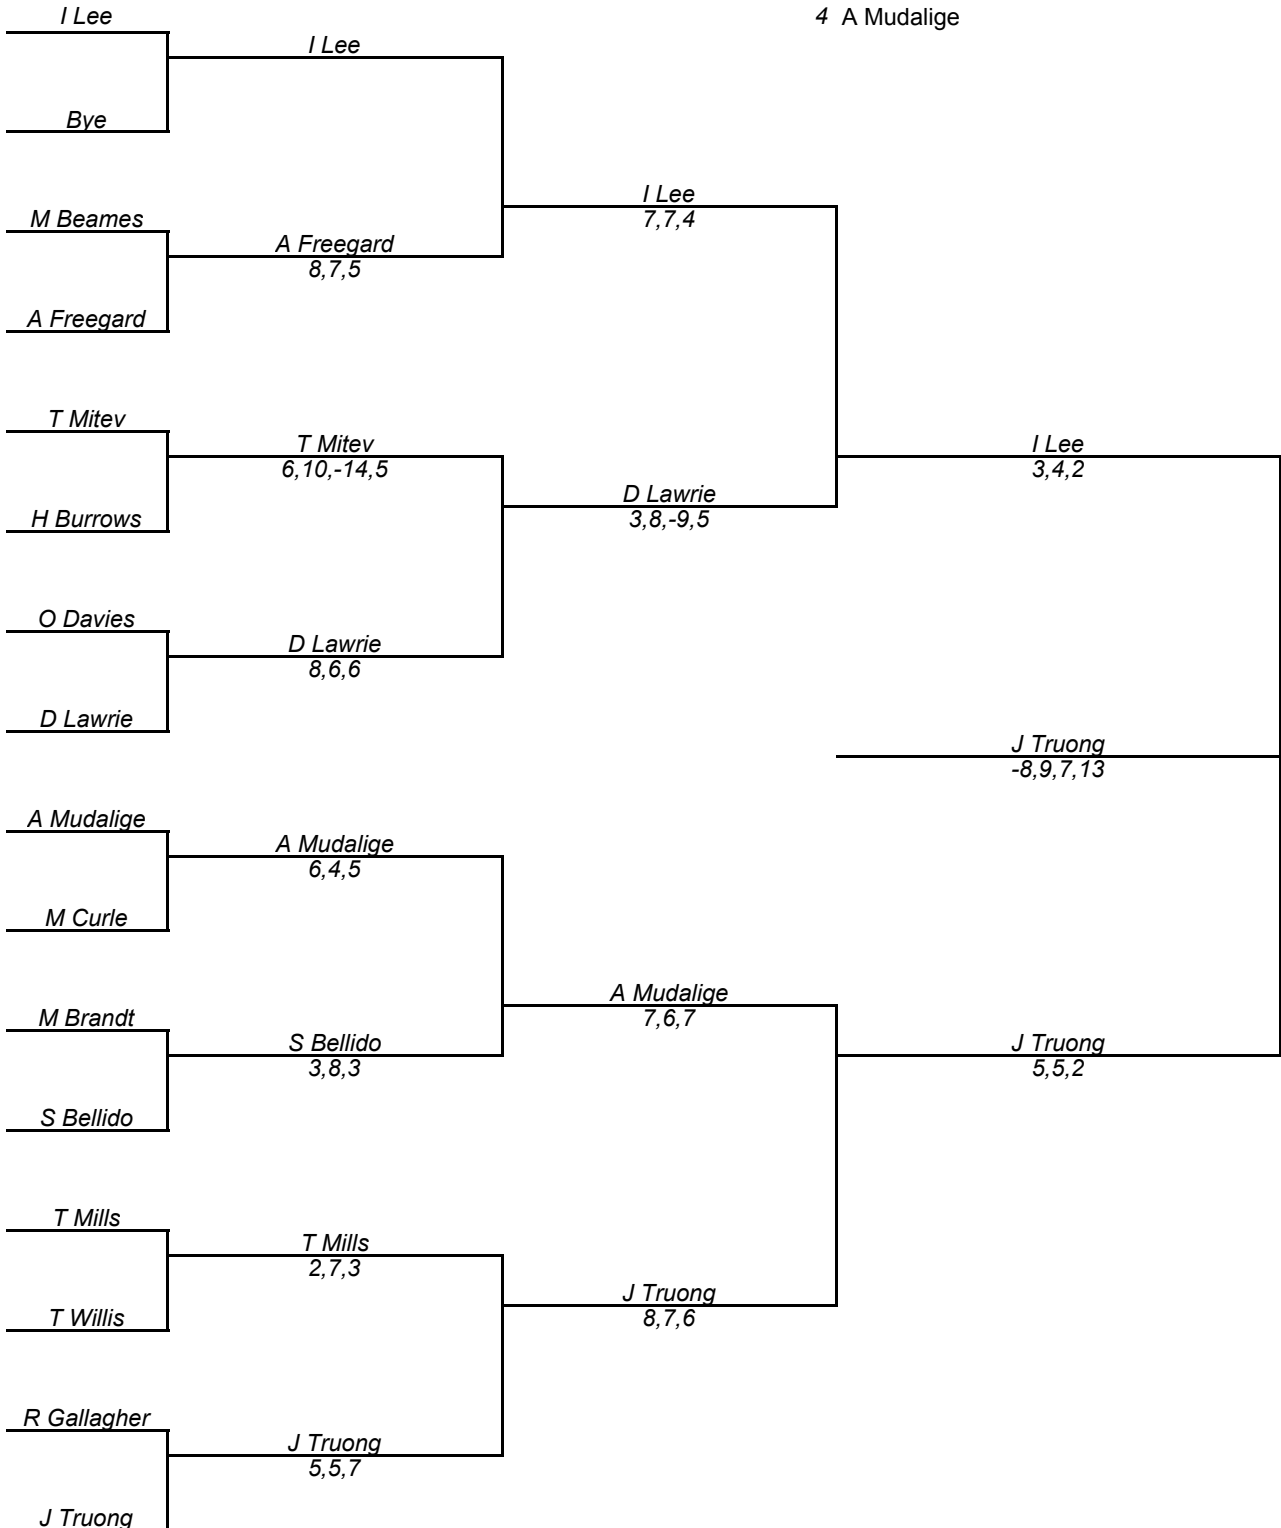 I Lee
4 A Mudalige
I Lee
Bye
I Lee
7,7,4
M Beames
A Freegard
8,7,5
A Freegard
T Mitev
T Mitev
6,10,-14,5
I Lee
3,4,2
D Lawrie
3,8,-9,5
H Burrows
O Davies
D Lawrie
8,6,6
D Lawrie
J Truong
-8,9,7,13
A Mudalige
A Mudalige
6,4,5
M Curle
A Mudalige
7,6,7
M Brandt
S Bellido
3,8,3
J Truong
5,5,2
S Bellido
T Mills
T Mills
2,7,3
J Truong
8,7,6
T Willis
R Gallagher
J Truong
5,5,7
J Truong